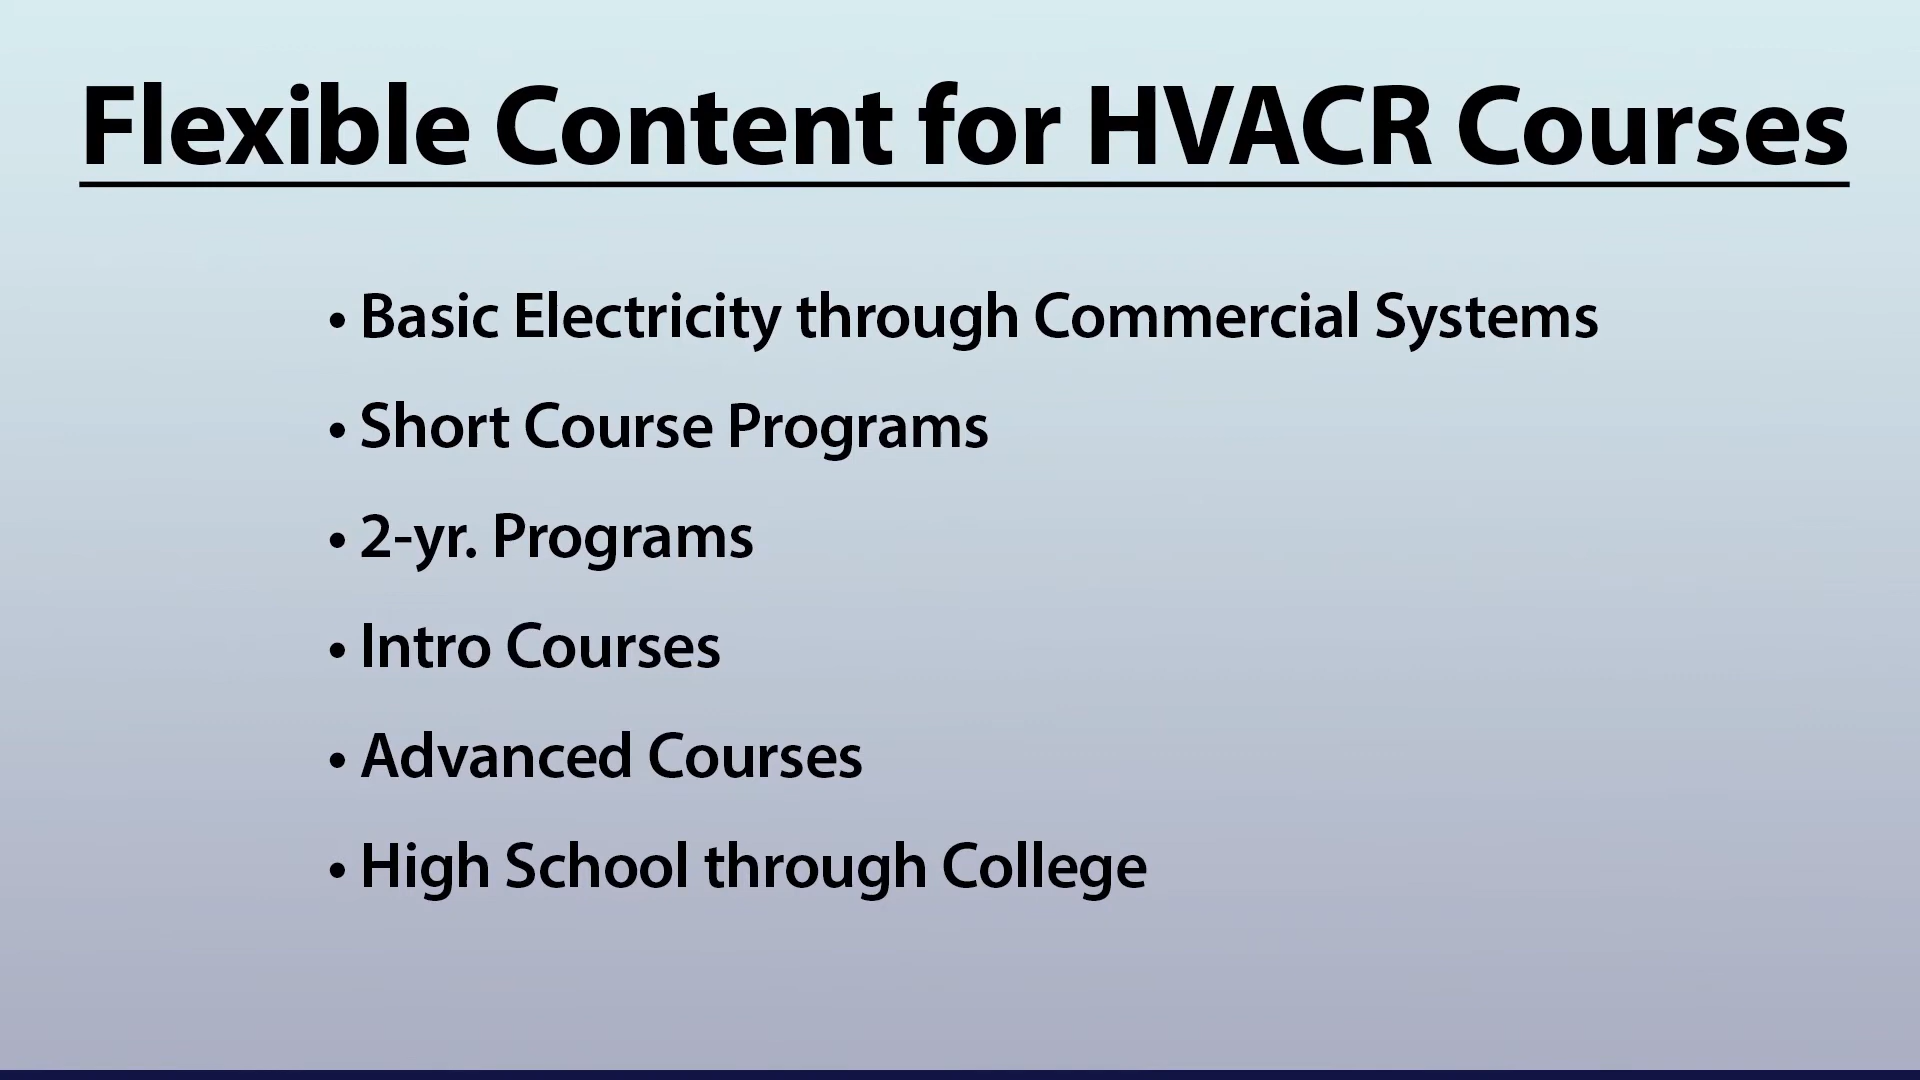 Flexible Content for HVACR Courses
• Basic Electricity through Commercial Systems
• Short Course Programs
• 2-yr. Programs
• Intro Courses
• Advanced Courses
• High School through College